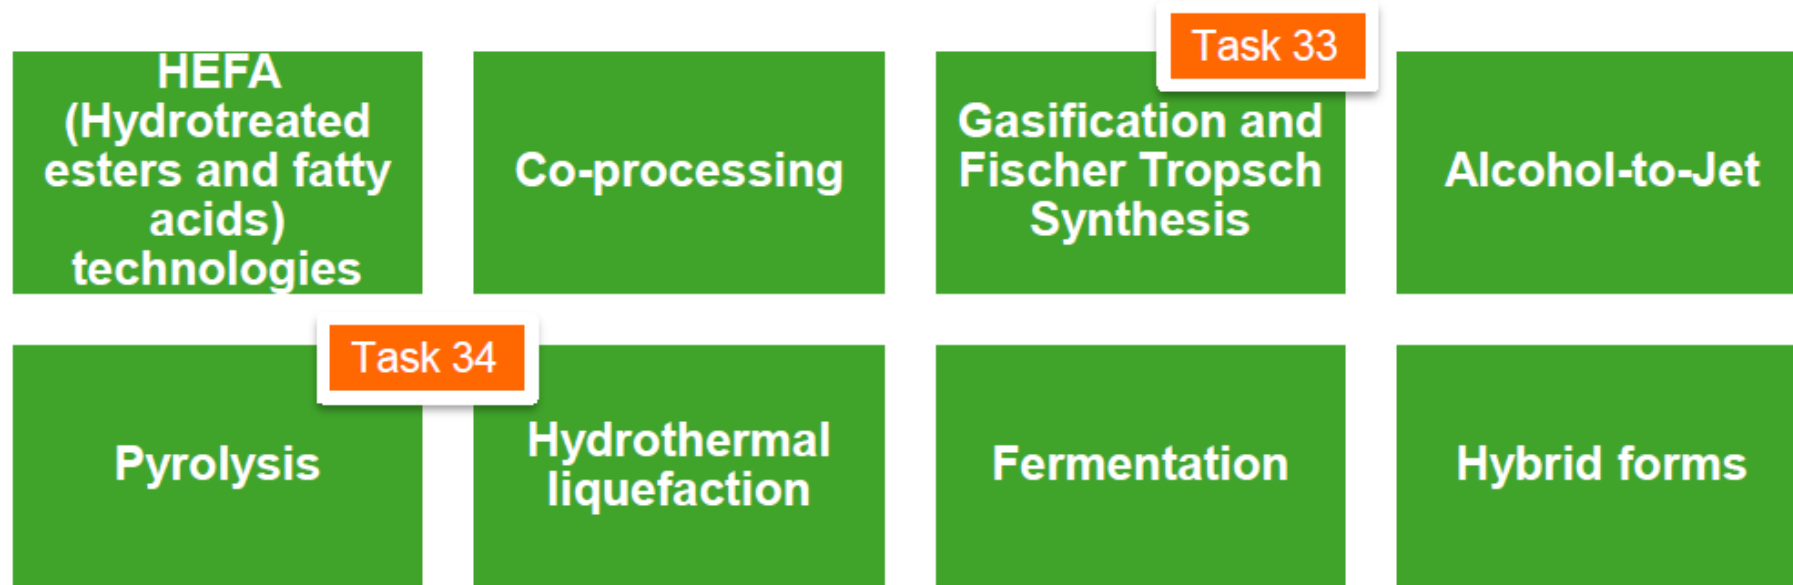 Task 33
HEFA
(Hydrotreated
esters and fatty
acids)
technologies
Co-processing
Gasification and
Fischer Tropsch
Synthesis
Alcohol-to-Jet
Task 34
Pyrolysis
Hydrothermal
liquefaction
Fermentation
Hybrid forms